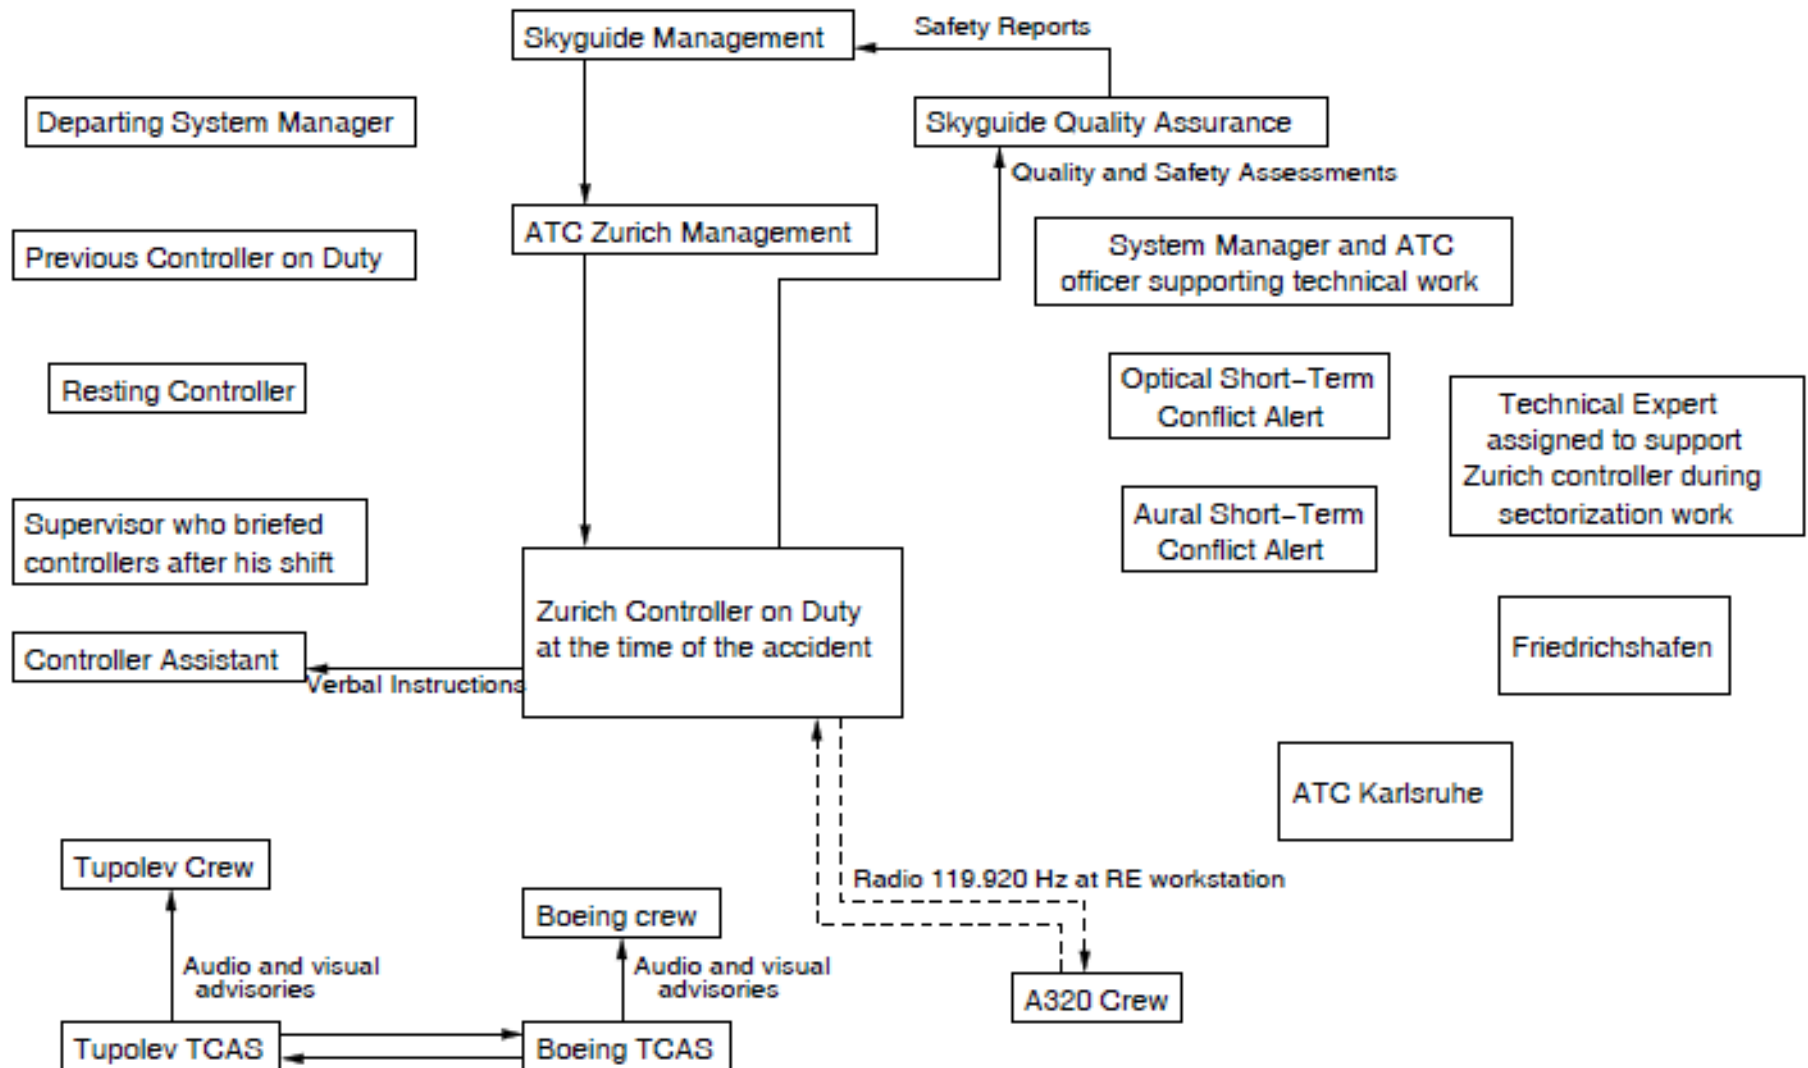 Skyguide Management
Safety Reports
Departing System Manager
Skyguide Quality Assurance
Quality and Safety Assessments
ATC Zurich Management
Previous Controller on Duty
System Manager and ATC
officer supporting technical work
Resting Controller
Optical Short-Term
Conflict Alert
Technical Expert
assigned to support
Zurich controller during
sectorization work
Supervisor who briefed
controllers after his shift
Aural Short-Term
Conflict Alert
Zurich Controller on Duty
at the time of the accident
Friedrichshafen
Controller Assistant
Verbal Instructions
ATC Karlsruhe
Tupolev Crew
Radio 119.920 Hz at RE workstation
Boeing crew
Audio and visual
advisories
Audio and visual
advisories
A320 Crew
Tupolev TCAS
Boeing TCAS